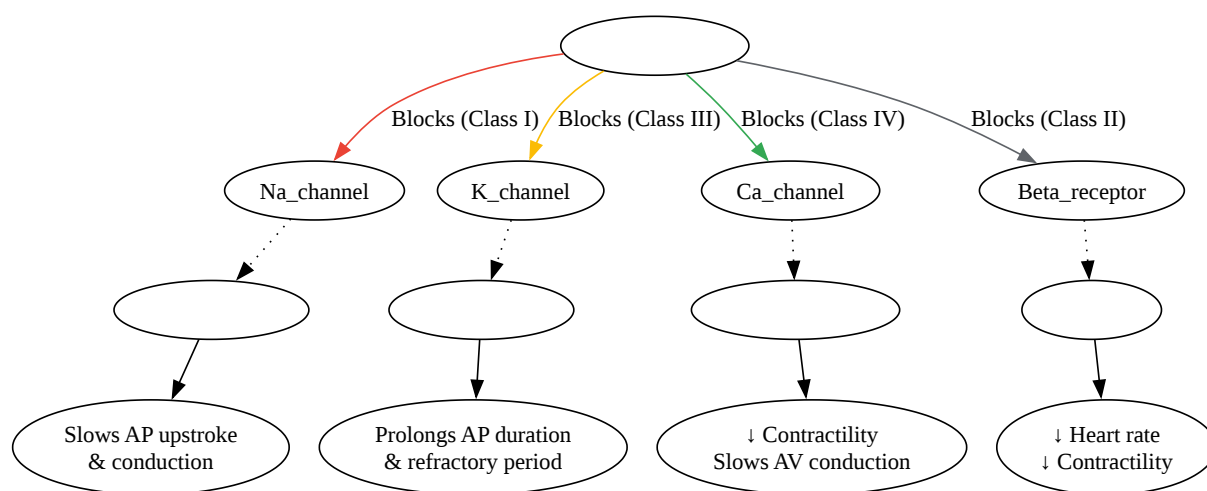 Blocks (Class I)
Blocks (Class III)
Blocks (Class IV)
Blocks (Class II)
Na_channel
K_channel
Ca_channel
Beta_receptor
Slows AP upstroke
& conduction
Prolongs AP duration
& refractory period
↓ Contractility
Slows AV conduction
↓ Heart rate
↓ Contractility